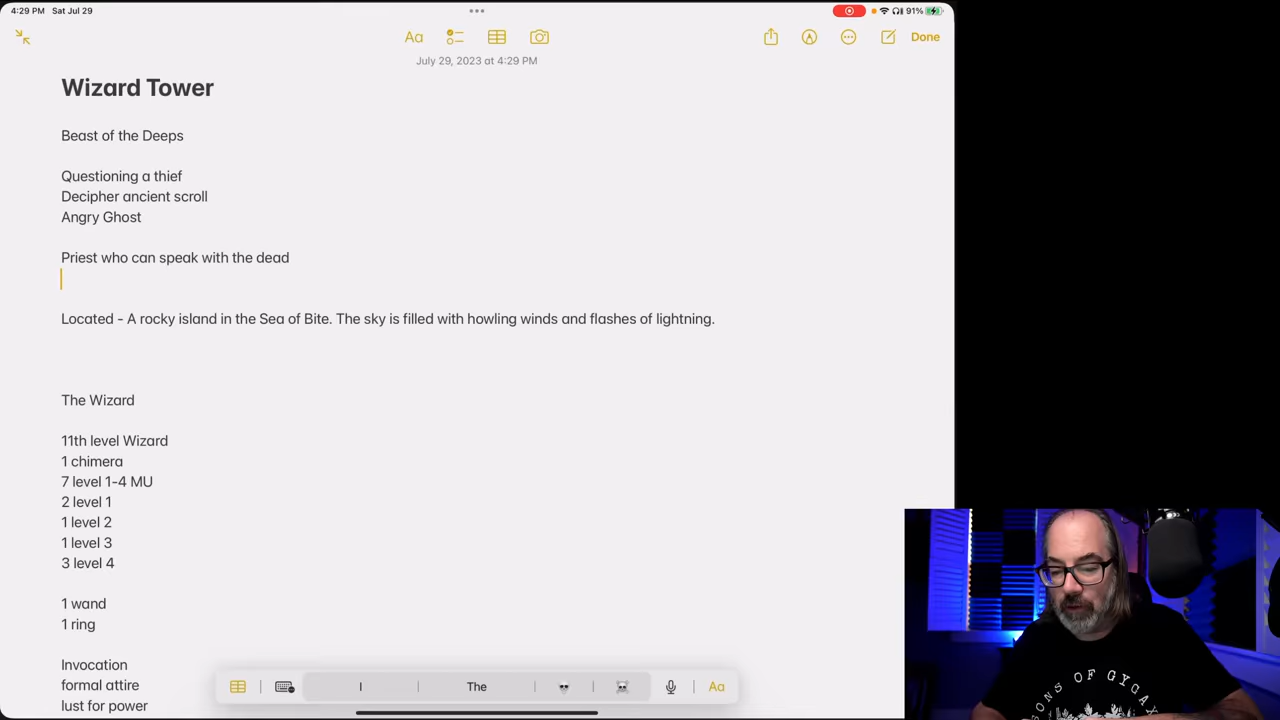 4:29 PM Sat Jul 29
91%
Aa
Done
July 29, 2023 at 4:29 PM
Wizard Tower
Beast of the Deeps
Questioning a thief
Decipher ancient scroll
Angry Ghost
Priest who can speak with the dead
Located - A rocky island in the Sea of Bite. The sky is filled with howling winds and flashes of lightning.
The Wizard
11th level Wizard
1 chimera
7 level 1-4 MU
2 level 1
1 level 2
1 level 3
3 level 4
1 wand
1 ring
Invocation
formal attire
lust for power
I The Aa
SONS OF GYGAX